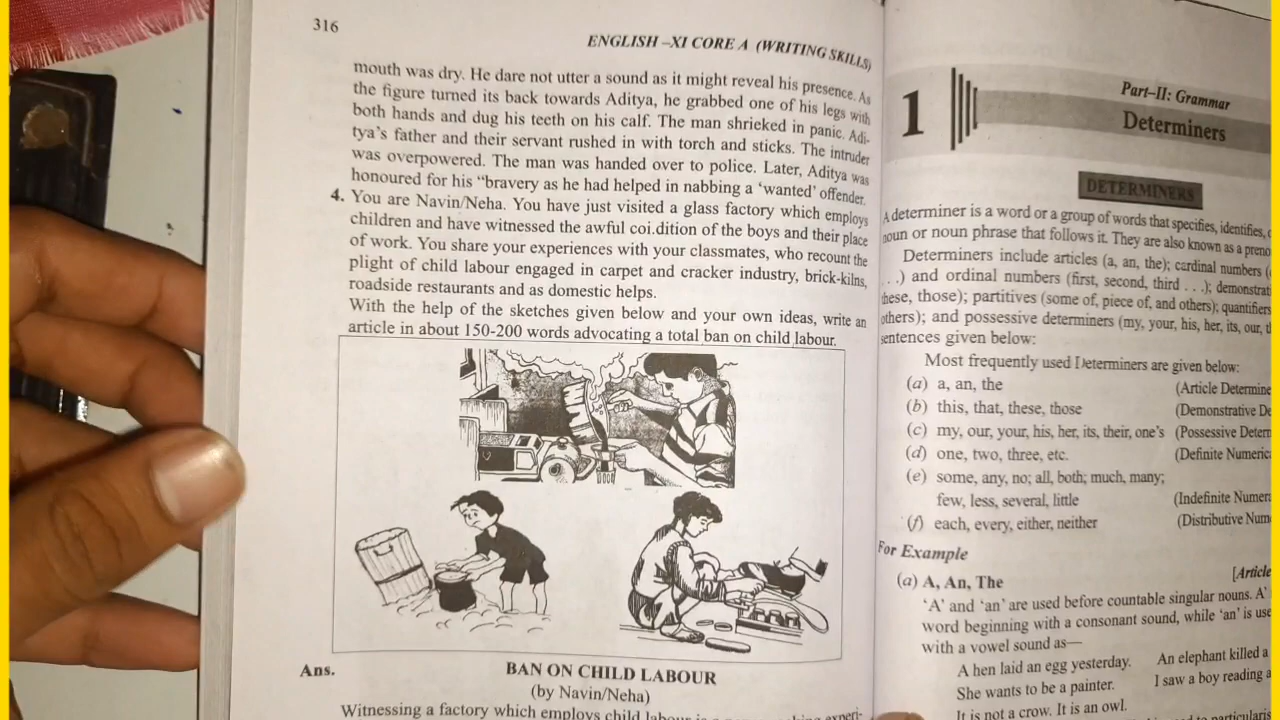 316
ENGLISH –XI CORE A (WRITING SKILLS)
mouth was dry. He dare not utter a sound as it might reveal his presence. As
the figure turned its back towards Aditya, he grabbed one of his legs with
both hands and dug his teeth on his calf. The man shrieked in panic. Adi-
tya's father and their servant rushed in with torch and sticks. The intruder
was overpowered. The man was handed over to police. Later, Aditya was
honoured for his "bravery as he had helped in nabbing a 'wanted' offender.
4. You are Navin/Neha. You have just visited a glass factory which employs
children and have witnessed the awful coi.dition of the boys and their place
of work. You share your experiences with your classmates, who recount the
plight of child labour engaged in carpet and cracker industry, brick-kilns,
roadside restaurants and as domestic helps.
With the help of the sketches given below and your own ideas, write an
article in about 150-200 words advocating a total ban on child labour.
Ans. BAN ON CHILD LABOUR
(by Navin/Neha)
Witnessing a factory which employs child
1
Part–II: Grammar
Determiners
DETERMINERS
A determiner is a word or a group of words that specifies, identifies,
noun or noun phrase that follows it. They are also known as a
Determiners include articles (a, an, the); cardinal numbers (
. . .) and ordinal numbers (first, second, third . . .);
these, those); partitives (some of, piece of, and others); quantifiers
others); and possessive determiners (my, your, his, her, its, our,
sentences given below:
Most frequently used Determiners are given below:
(a) a, an, the (Article
(b) this, that, these, those (Demonstrative
(c) my, our, your, his, her, its, their, one's (Possessive
(d) one, two, three, etc. (Definite
(e) some, any, no; all, both; much, many;
few, less, several, little (Indefinite
(f) each, every, either, neither (Distributive
For Example
(a) A, An, The [Article
'A' and 'an' are used before countable singular nouns. A'
word beginning with a consonant sound, while 'an' is
with a vowel sound as—
A hen laid an egg yesterday. An elephant killed a
She wants to be a painter. I saw a boy reading a
It is not a crow. It is an owl.